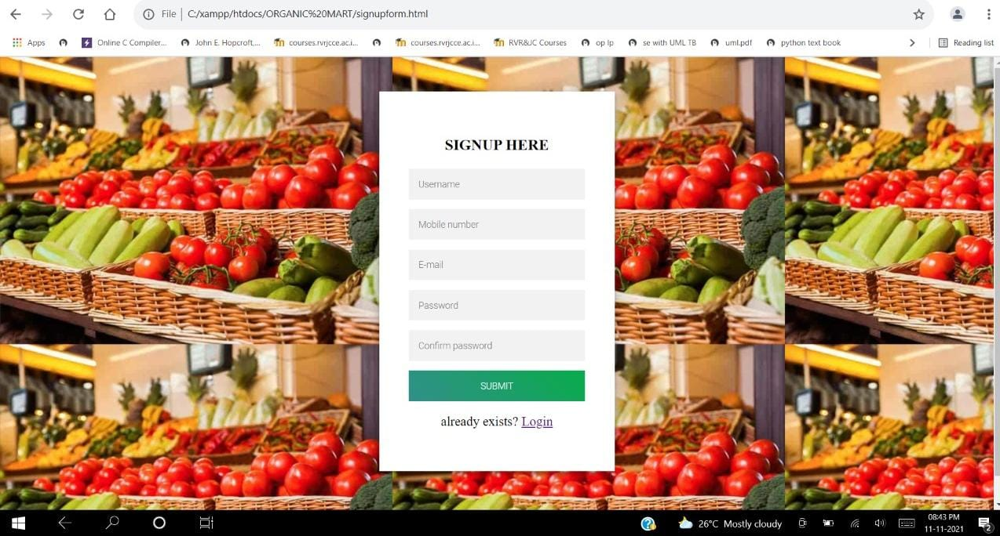 File C:/xampp/htdocs/ORGANIC%20MART/signupform.html
Apps Online C Compiler... John E. Hopcroft,... courses.rvrjcce.ac.i... courses.rvrjcce.ac.i... RVR&JC Courses op lp se with UML TB uml.pdf python text book Reading list
SIGNUP HERE
Username
Mobile number
E-mail
Password
Confirm password
SUBMIT
already exists? Login
26°C Mostly cloudy
08:43 PM
11-11-2021
2